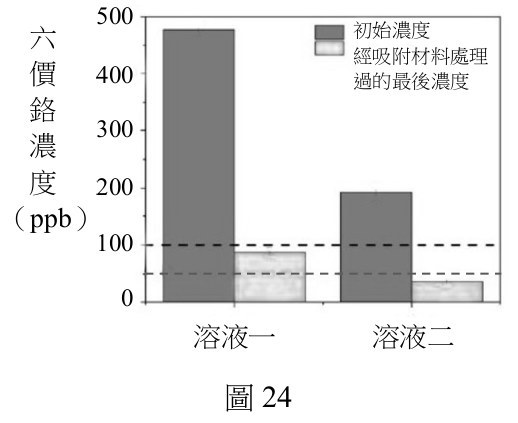 六價鉻濃度（ppb）
500
400
300
200
100
0
初始濃度
經吸附材料處理
過的最後濃度
溶液一
溶液二
圖 24